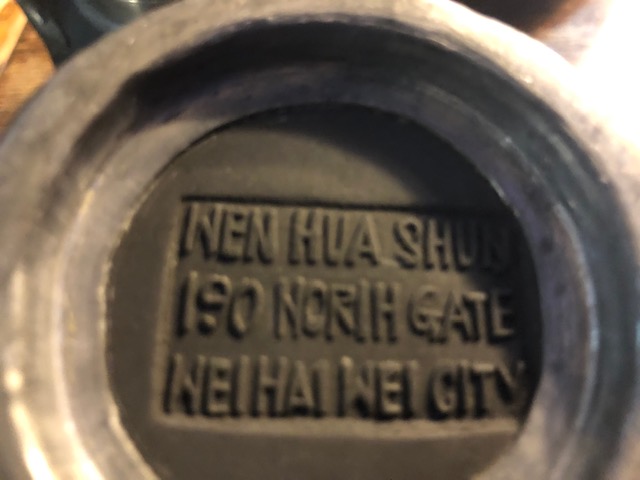 WEN HUA SHUN
190 NORTH GATE
WEI HAI WEI CITY